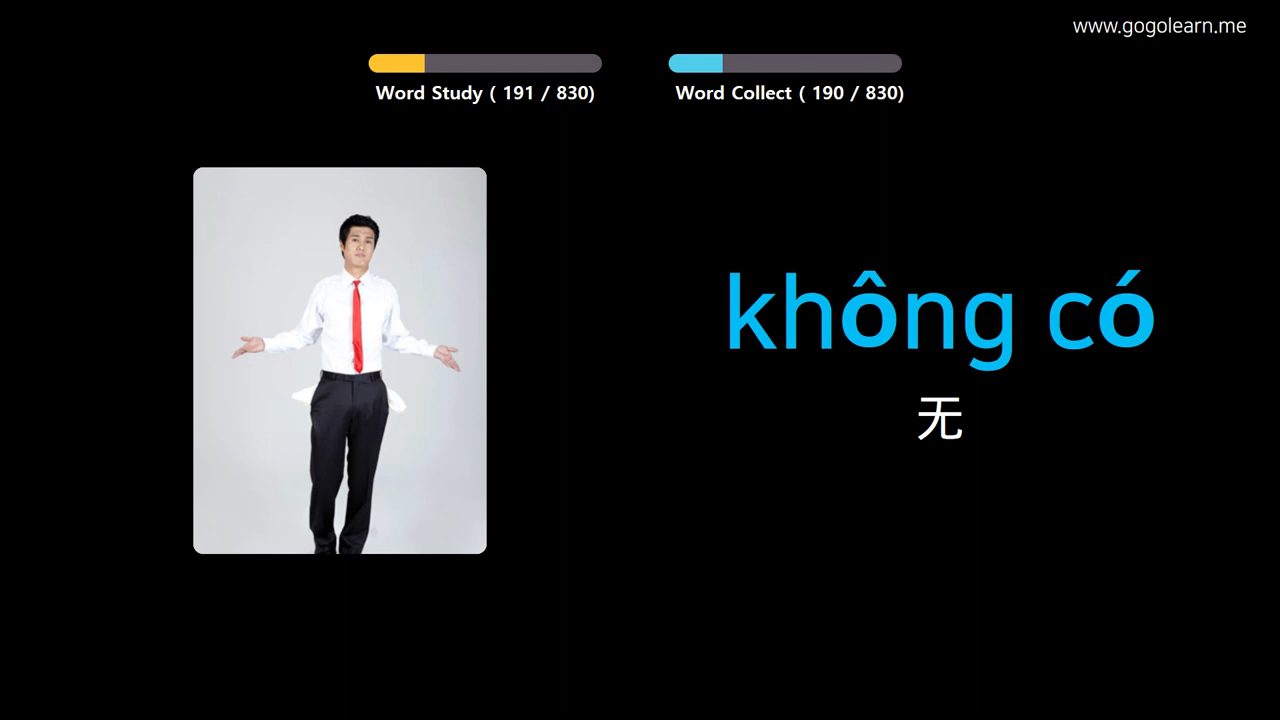 www.gogolearn.me
Word Study ( 191 / 830)
Word Collect ( 190 / 830)
không có
无